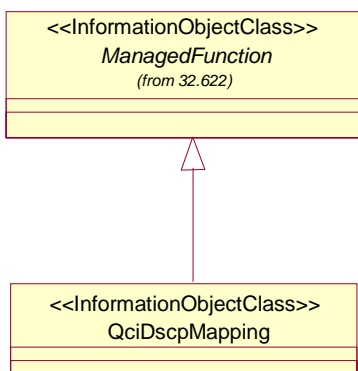 <<InformationObjectClass>>
ManagedFunction
(from 32.622)
<<InformationObjectClass>>
QciDscpMapping